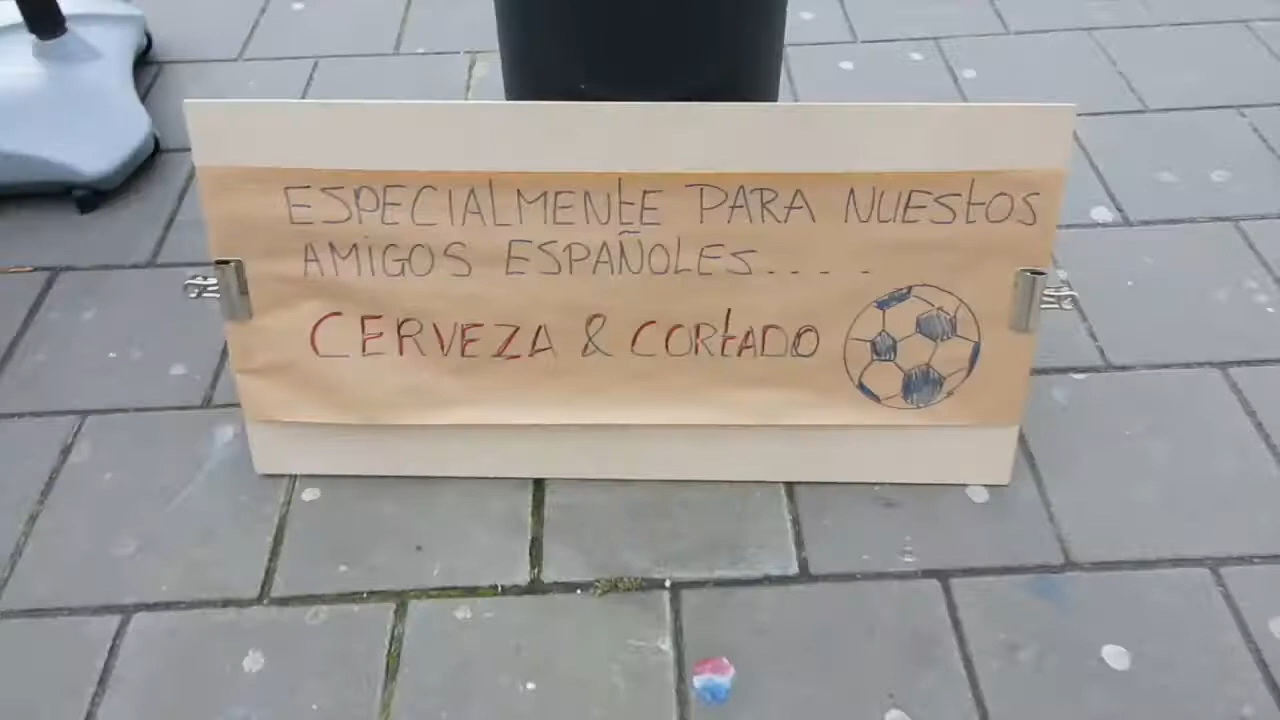 ESPECIALMENtE PARA NUEStOS
AMiGOS ESPAÑOLES.....
CERVEZA & CORtADO